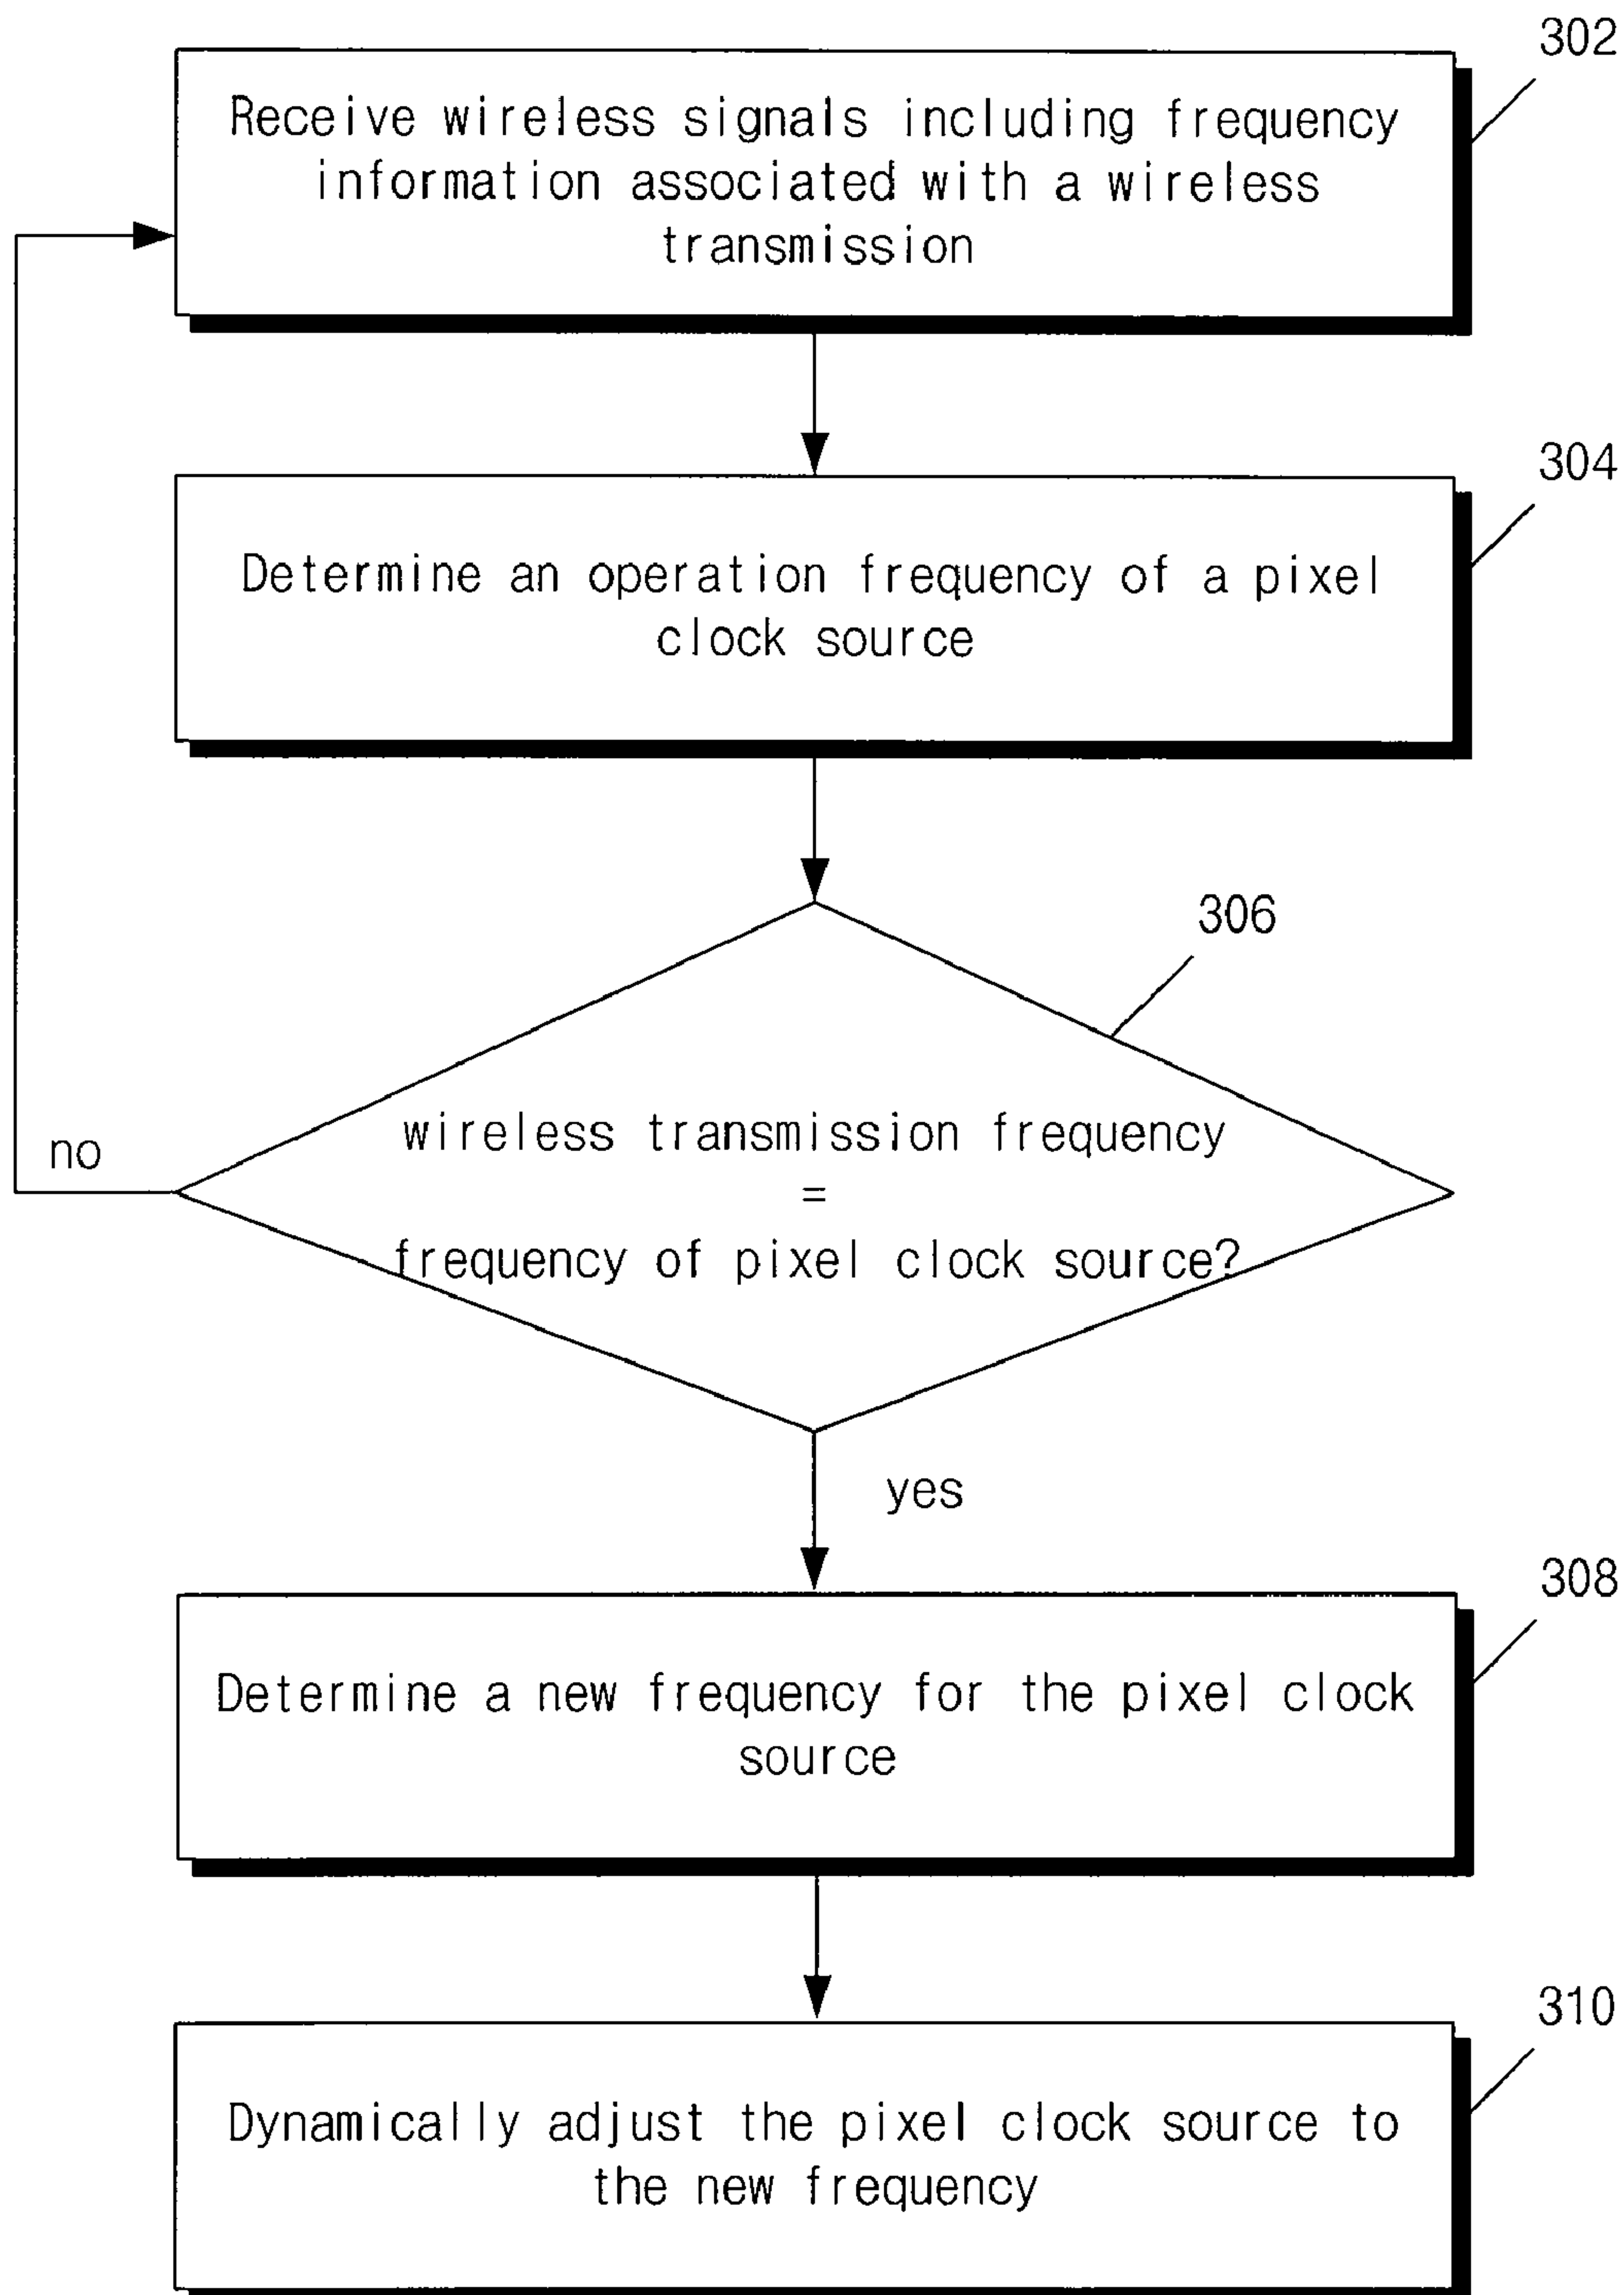 302
Receive wireless signals including frequency
information associated with a wireless
transmission
304
Determine an operation frequency of a pixel
clock source
306
wireless transmission frequency
=
frequency of pixel clock source?
no
yes
308
Determine a new frequency for the pixel clock
source
310
Dynamically adjust the pixel clock source to
the new frequency